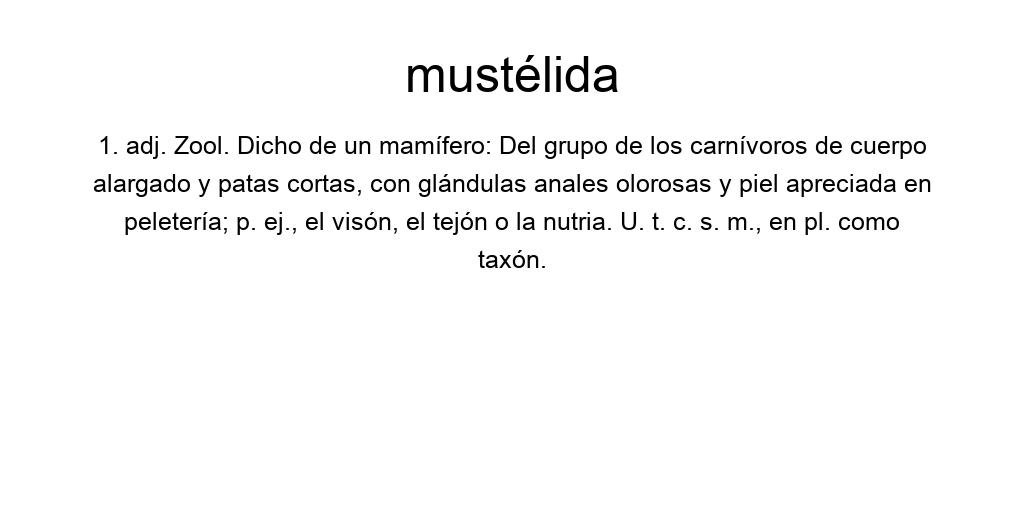 mustélida
1. adj. Zool. Dicho de un mamífero: Del grupo de los carnívoros de cuerpo
alargado y patas cortas, con glándulas anales olorosas y piel apreciada en
peletería; p. ej., el visón, el tejón o la nutria. U. t. c. s. m., en pl. como
taxón.